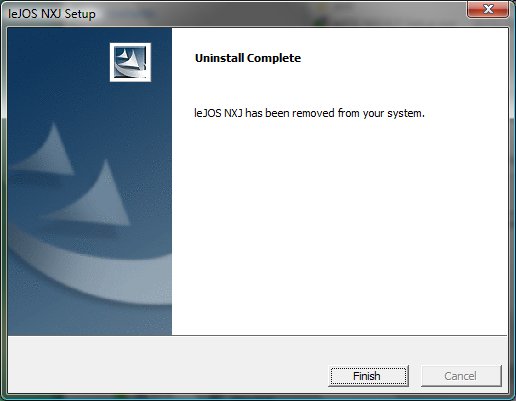 leJOS NXJ Setup
Uninstall Complete
leJOS NXJ has been removed from your system.
Finish
Cancel